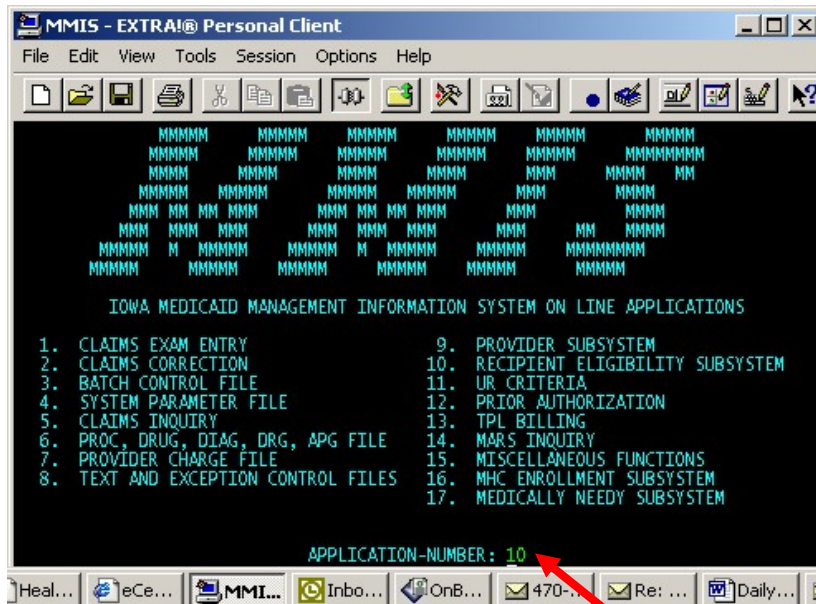 MMIS - EXTRA!® Personal Client
File Edit View Tools Session Options Help
IOWA MEDICAID MANAGEMENT INFORMATION SYSTEM ON LINE APPLICATIONS
1. CLAIMS EXAM ENTRY
2. CLAIMS CORRECTION
3. BATCH CONTROL FILE
4. SYSTEM PARAMETER FILE
5. CLAIMS INQUIRY
6. PROC, DRUG, DIAG, DRG, APG FILE
7. PROVIDER CHARGE FILE
8. TEXT AND EXCEPTION CONTROL FILES
9. PROVIDER SUBSYSTEM
10. RECIPIENT ELIGIBILITY SUBSYSTEM
11. UR CRITERIA
12. PRIOR AUTHORIZATION
13. TPL BILLING
14. MARS INQUIRY
15. MISCELLANEOUS FUNCTIONS
16. MHC ENROLLMENT SUBSYSTEM
17. MEDICALLY NEEDY SUBSYSTEM
APPLICATION-NUMBER: 10
Heal... eCe... MMI... Inbo... OnB... 470-.. Re: ... Daily...